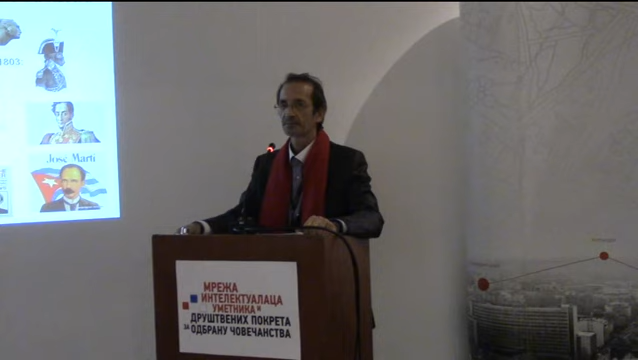 1803
José Martí
МРЕЖА
ИНТЕЛЕКТУАЛАЦА
УМЕТНИКА И
ДРУШТВЕНИХ ПОКРЕТА
ЗА ОДБРАНУ ЧОВЕЧАНСТВА